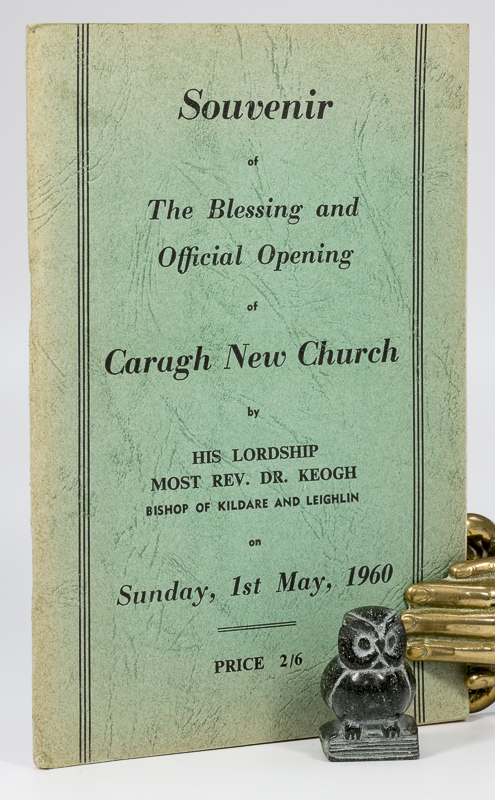 Souvenir
of
The Blessing and
Official Opening
of
Caragh New Church
by
HIS LORDSHIP
MOST REV. DR. KEOGH
BISHOP OF KILDARE AND LEIGHLIN
on
Sunday, 1st May, 1960
PRICE 2/6